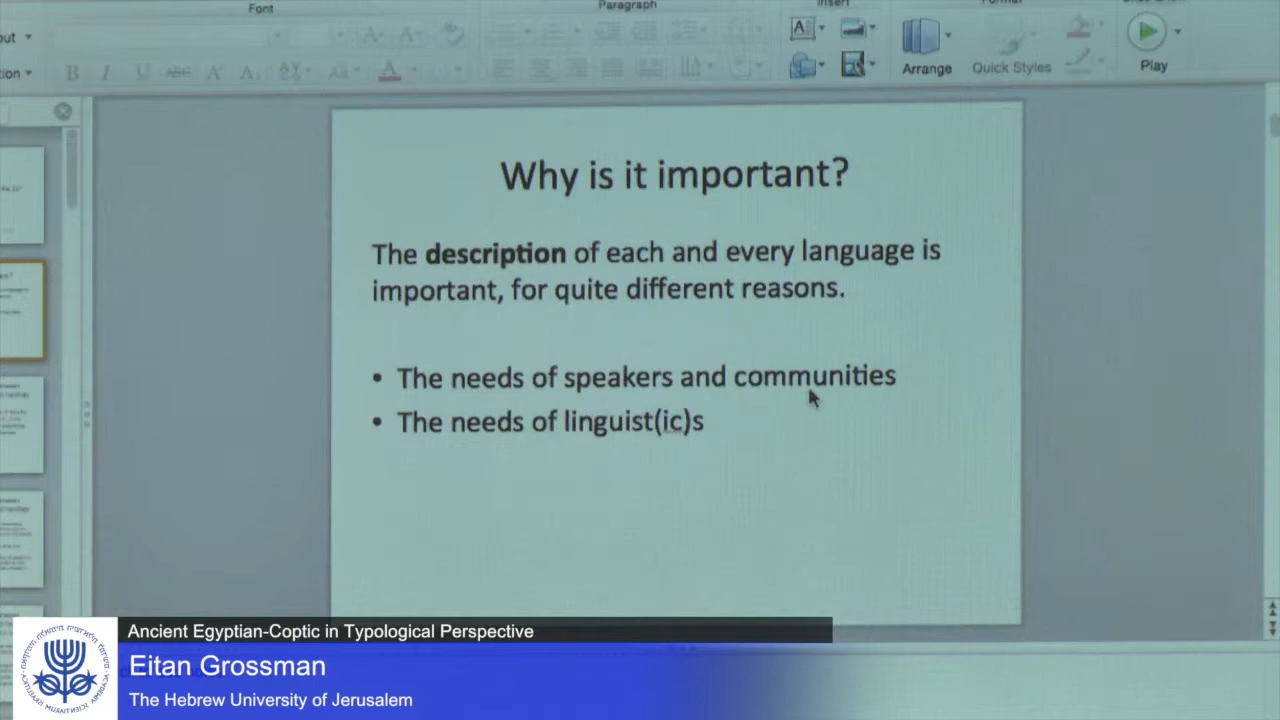 Font
Paragraph
Insert
Arrange
Quick Styles
Play
Why is it important?
The description of each and every language is
important, for quite different reasons.
• The needs of speakers and communities
• The needs of linguist(ic)s
Ancient Egyptian-Coptic in Typological Perspective
Eitan Grossman
The Hebrew University of Jerusalem